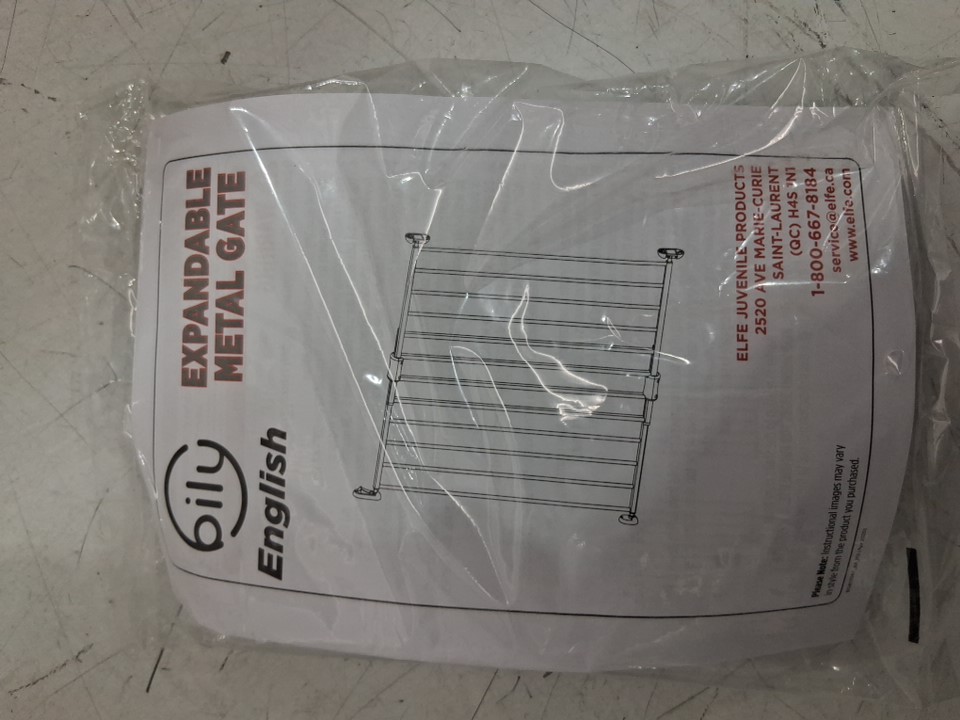 bily
EXPANDABLE
METAL GATE
English
ELFE JUVENILE PRODUCTS
2520 AVE MARIE-CURIE
SAINT-LAURENT
(QC) H4S 1N1
1-800-667-8184
service@elfe.ca
www.elfe.com
Please Note: Instructional images may vary
in style from the product you purchased.